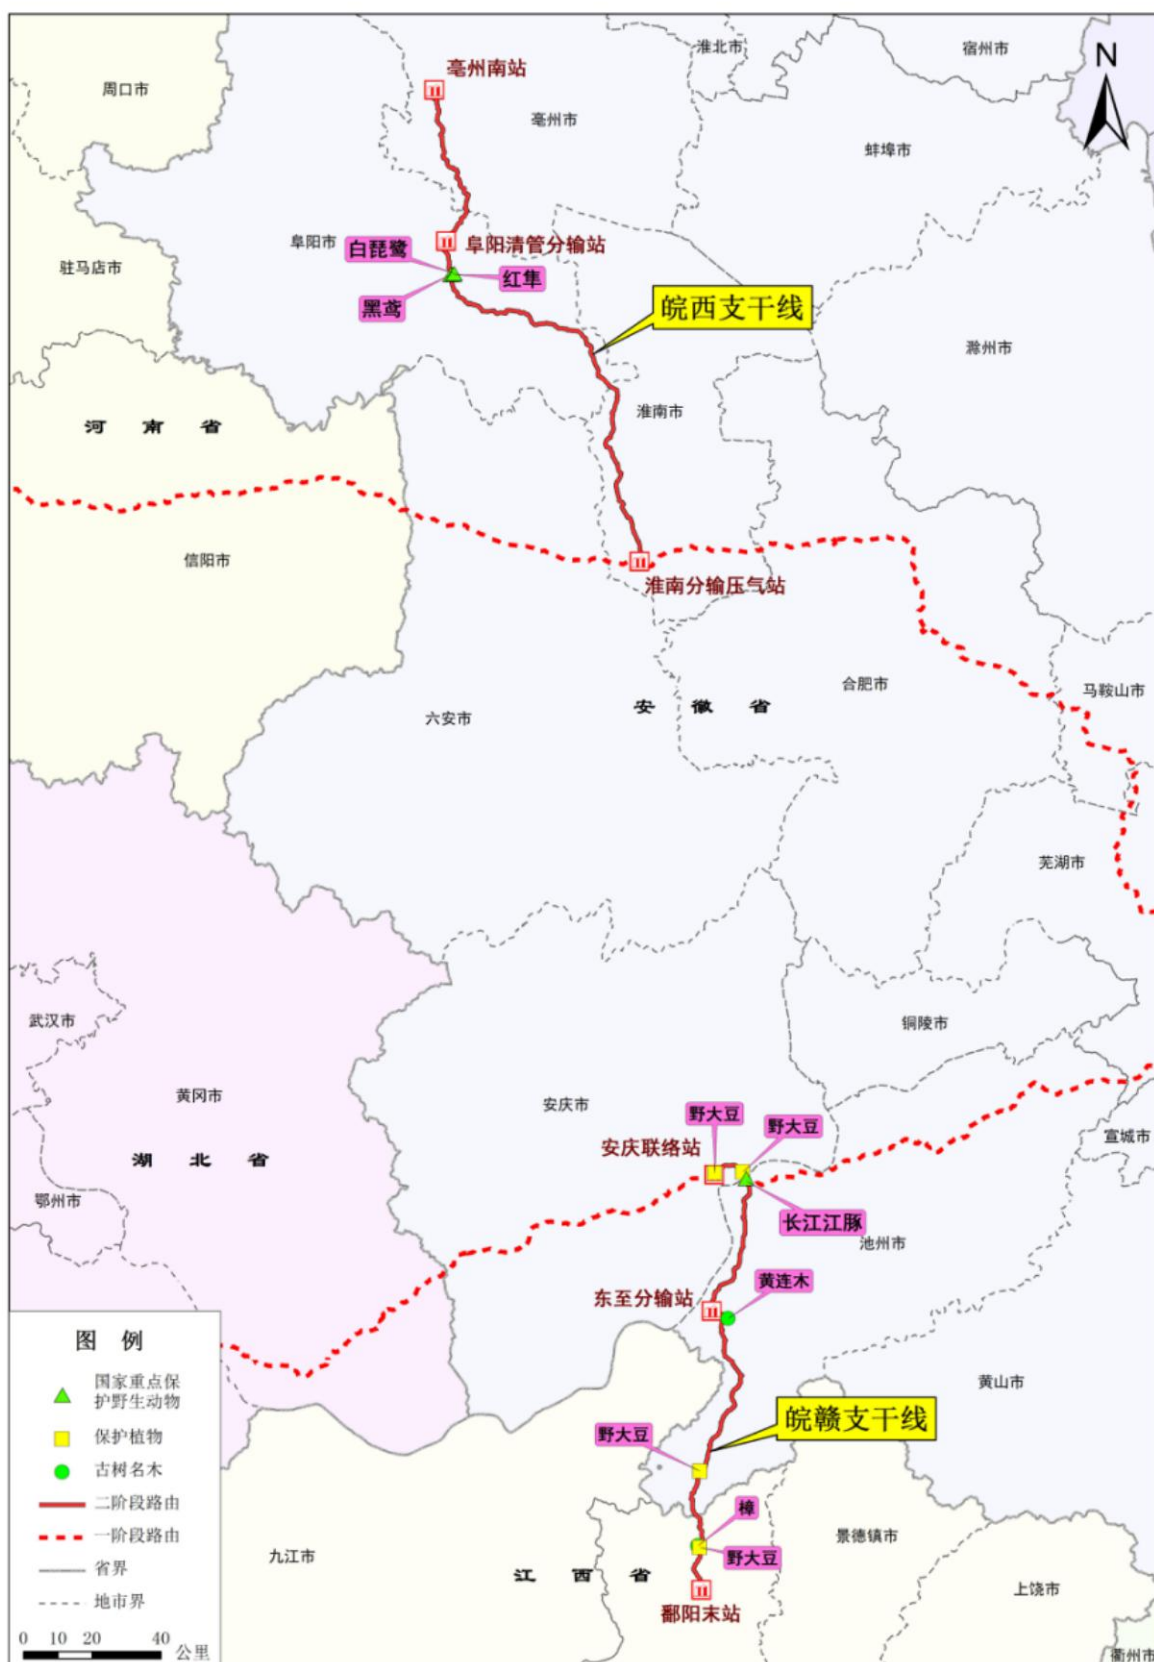 淮北市
宿州市
N
亳州南站
周口市
亳州市
蚌埠市
阜阳市
白琵鹭
阜阳清管分输站
驻马店市
红隼
黑鸢
皖西支干线
滁州市
淮南市
河南省
信阳市
淮南分输压气站
合肥市
马鞍山市
六安市
安徽省
芜湖市
武汉市
铜陵市
黄冈市
安庆市
野大豆
野大豆
宣城市
安庆联络站
湖北省
鄂州市
长江江豚
池州市
黄连木
东至分输站
黄山市
皖赣支干线
野大豆
樟
景德镇市
野大豆
九江市
江西省
上饶市
鄱阳末站
衢州市
图例
国家重点保
护野生动物
保护植物
古树名木
二阶段路由
一阶段路由
省界
地市界
0 10 20 40 公里